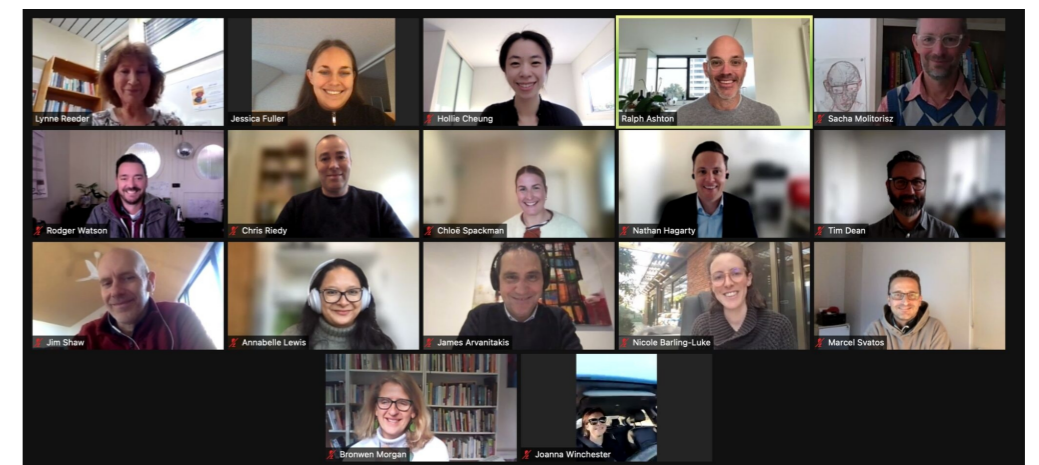 Lynne Reeder
Jessica Fuller
Hollie Cheung
Ralph Ashton
Sacha Molitorisz
Rodger Watson
Chris Riedy
Chloë Spackman
Nathan Hagarty
Tim Dean
Jim Shaw
Annabelle Lewis
James Arvanitakis
Nicole Barling-Luke
Marcel Svatos
Bronwen Morgan
Joanna Winchester